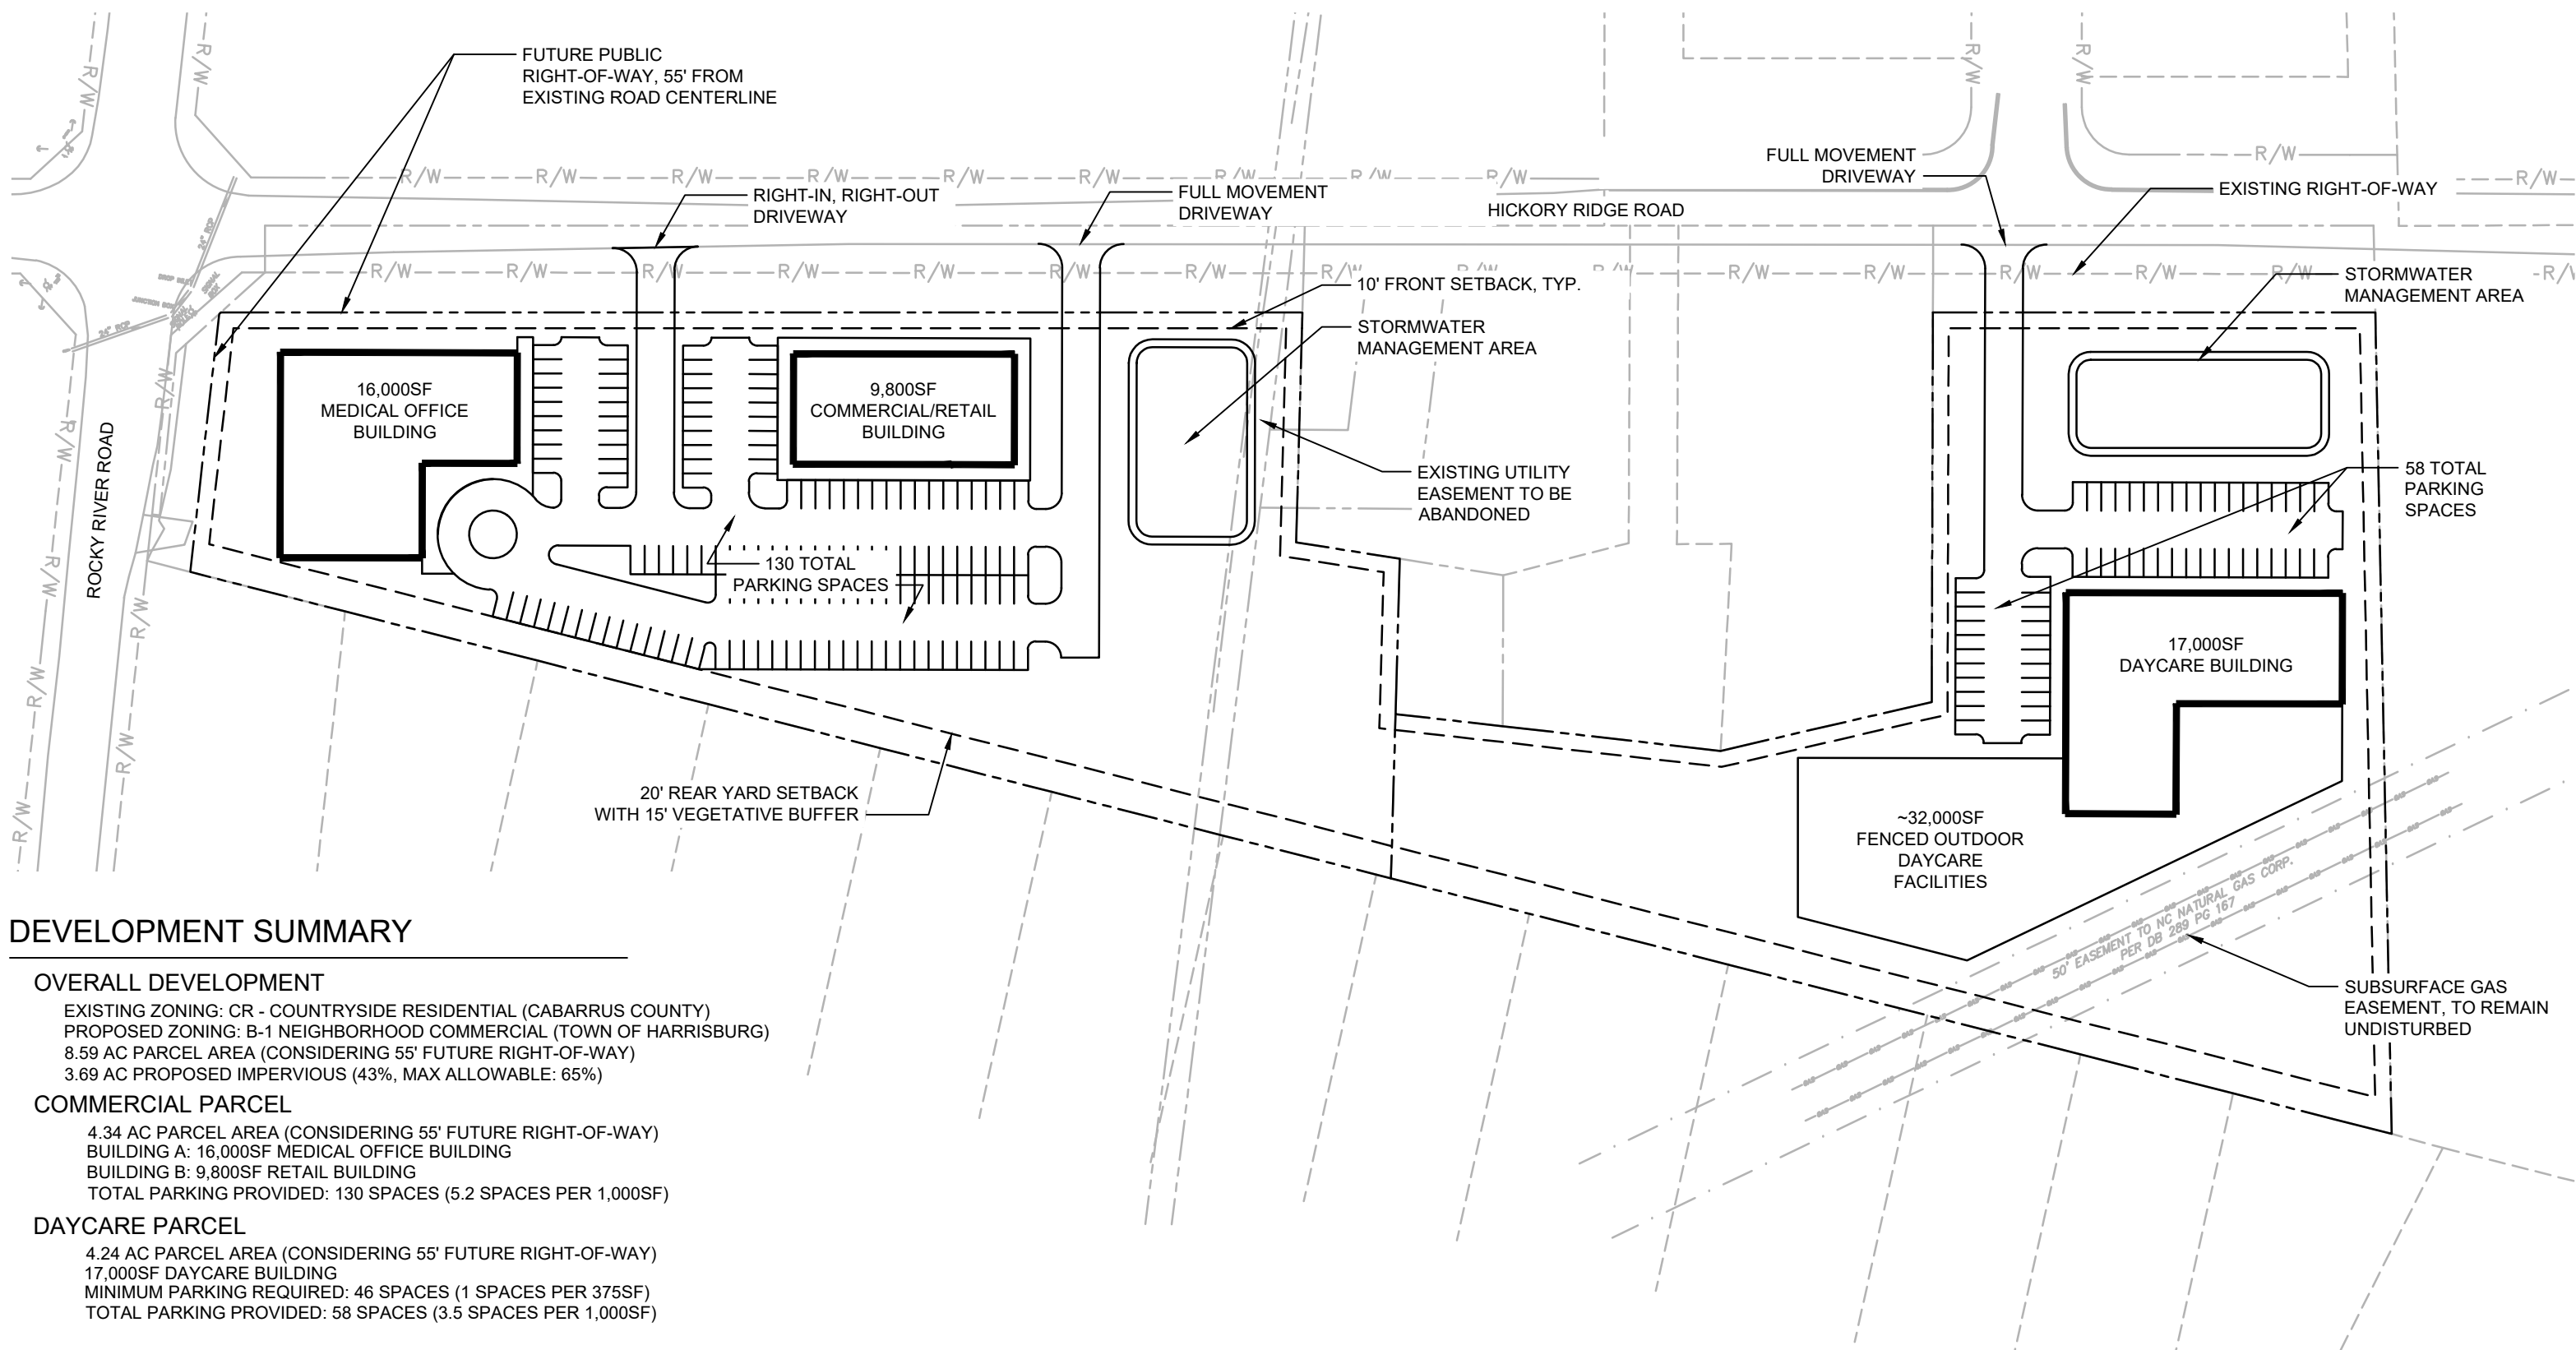 FUTURE PUBLIC
RIGHT-OF-WAY, 55' FROM
EXISTING ROAD CENTERLINE
RIGHT-IN, RIGHT-OUT
DRIVEWAY
FULL MOVEMENT
DRIVEWAY
FULL MOVEMENT
DRIVEWAY
HICKORY RIDGE ROAD
EXISTING RIGHT-OF-WAY
R/W R/W R/W R/W R/W R/W R/W R/W R/W
R/W R/W R/W R/W R/W R/W R/W
24" RCP
24" RCP
10' FRONT SETBACK, TYP.
STORMWATER
MANAGEMENT AREA
STORMWATER
MANAGEMENT AREA
16,000SF
MEDICAL OFFICE
BUILDING
9,800SF
COMMERCIAL/RETAIL
BUILDING
EXISTING UTILITY
EASEMENT TO BE
ABANDONED
58 TOTAL
PARKING
SPACES
ROCKY RIVER ROAD
130 TOTAL
PARKING SPACES
17,000SF
DAYCARE BUILDING
20' REAR YARD SETBACK
WITH 15' VEGETATIVE BUFFER
~32,000SF
FENCED OUTDOOR
DAYCARE
FACILITIES
50' EASEMENT TO NC NATURAL GAS CORP.
PER DB 289 PG 167
SUBSURFACE GAS
EASEMENT, TO REMAIN
UNDISTURBED
DEVELOPMENT SUMMARY
OVERALL DEVELOPMENT
EXISTING ZONING: CR - COUNTRYSIDE RESIDENTIAL (CABARRUS COUNTY)
PROPOSED ZONING: B-1 NEIGHBORHOOD COMMERCIAL (TOWN OF HARRISBURG)
8.59 AC PARCEL AREA (CONSIDERING 55' FUTURE RIGHT-OF-WAY)
3.69 AC PROPOSED IMPERVIOUS (43%, MAX ALLOWABLE: 65%)
COMMERCIAL PARCEL
4.34 AC PARCEL AREA (CONSIDERING 55' FUTURE RIGHT-OF-WAY)
BUILDING A: 16,000SF MEDICAL OFFICE BUILDING
BUILDING B: 9,800SF RETAIL BUILDING
TOTAL PARKING PROVIDED: 130 SPACES (5.2 SPACES PER 1,000SF)
DAYCARE PARCEL
4.24 AC PARCEL AREA (CONSIDERING 55' FUTURE RIGHT-OF-WAY)
17,000SF DAYCARE BUILDING
MINIMUM PARKING REQUIRED: 46 SPACES (1 SPACES PER 375SF)
TOTAL PARKING PROVIDED: 58 SPACES (3.5 SPACES PER 1,000SF)